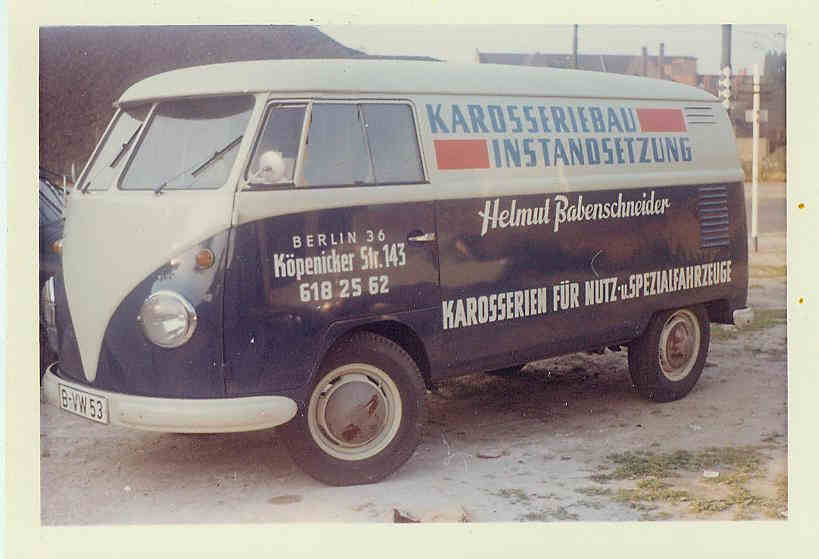 KAROSSERIEBAU
INSTANDSETZUNG
Helmut Babenschneider
BERLIN 36
Köpenicker Str. 143
618 25 62
KAROSSERIEN FÜR NUTZ-u.SPEZIALFAHRZEUGE
B-VW 53